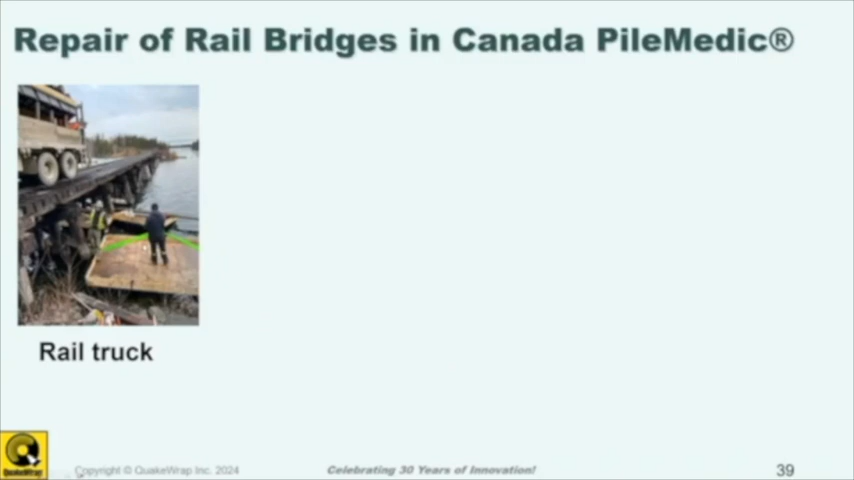 Repair of Rail Bridges in Canada PileMedic®
Rail truck
QuakeWrap
Copyright © QuakeWrap Inc. 2024
Celebrating 30 Years of Innovation!
39